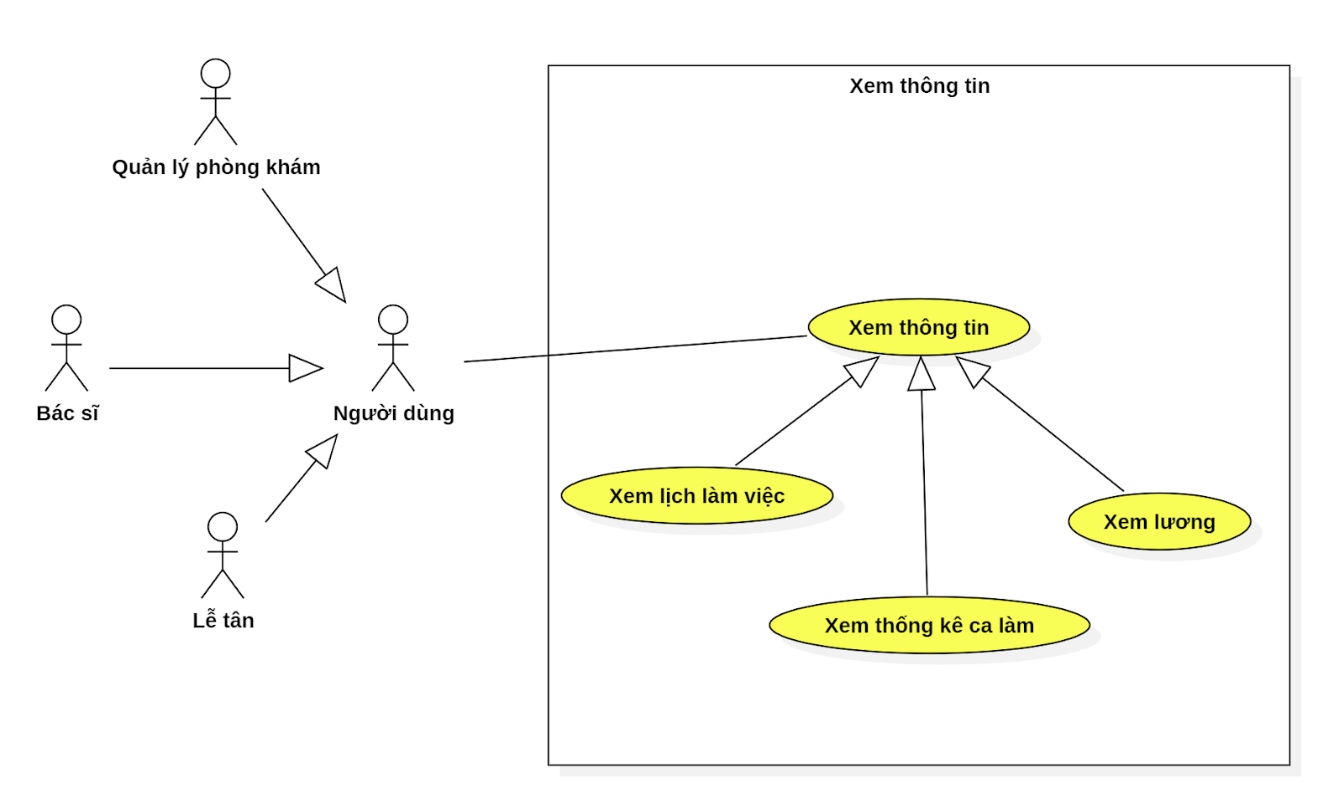 Xem thông tin
Quản lý phòng khám
Xem thông tin
Bác sĩ
Người dùng
Xem lịch làm việc
Xem lương
Lễ tân
Xem thống kê ca làm